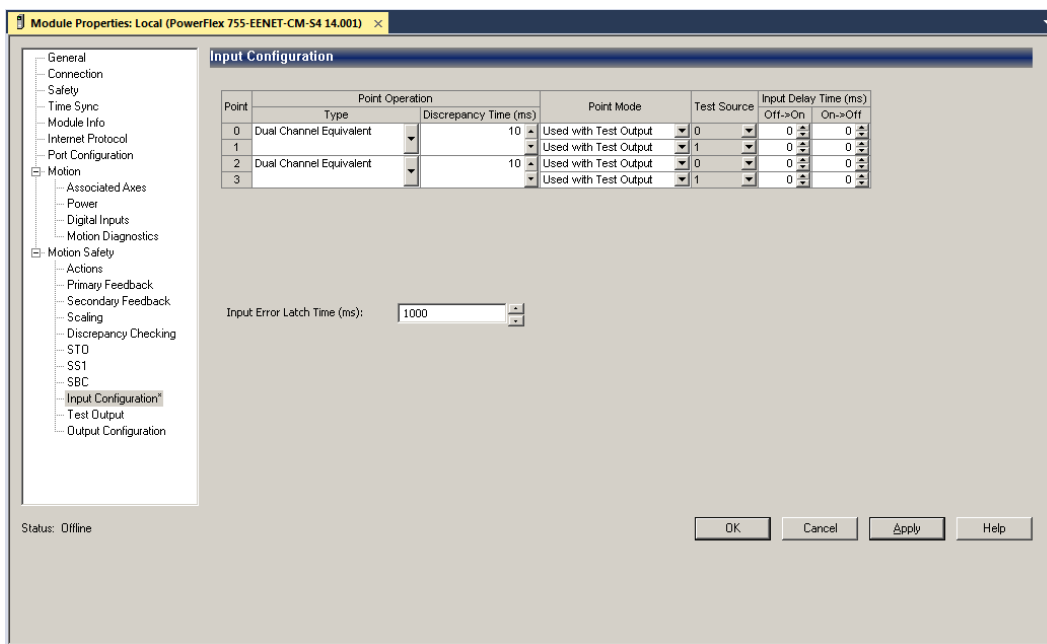 Module Properties: Local (PowerFlex 755-EENET-CM-S4 14.001) ×
General
Connection
Safety
Time Sync
Module Info
Internet Protocol
Port Configuration
Motion
Associated Axes
Power
Digital Inputs
Motion Diagnostics
Motion Safety
Actions
Primary Feedback
Secondary Feedback
Scaling
Discrepancy Checking
STO
SS1
SBC
Input Configuration*
Test Output
Output Configuration
Status: Offline
Input Configuration
Point Point Operation Point Mode Test Source Input Delay Time (ms)
Type Discrepancy Time (ms) Off->On On->Off
0 Dual Channel Equivalent 10 Used with Test Output 0 0 0
1 Used with Test Output 1 0 0
2 Dual Channel Equivalent 10 Used with Test Output 0 0 0
3 Used with Test Output 1 0 0
Input Error Latch Time (ms): 1000
OK Cancel Apply Help